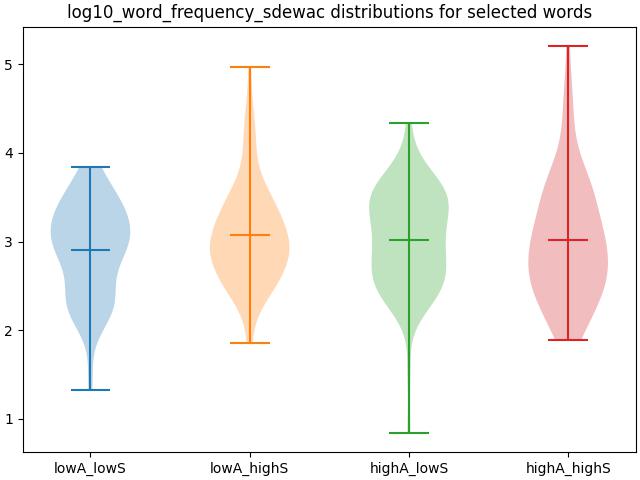 log10_word_frequency_sdewac distributions for selected words
5
4
3
2
1
lowA_lowS lowA_highS highA_lowS highA_highS